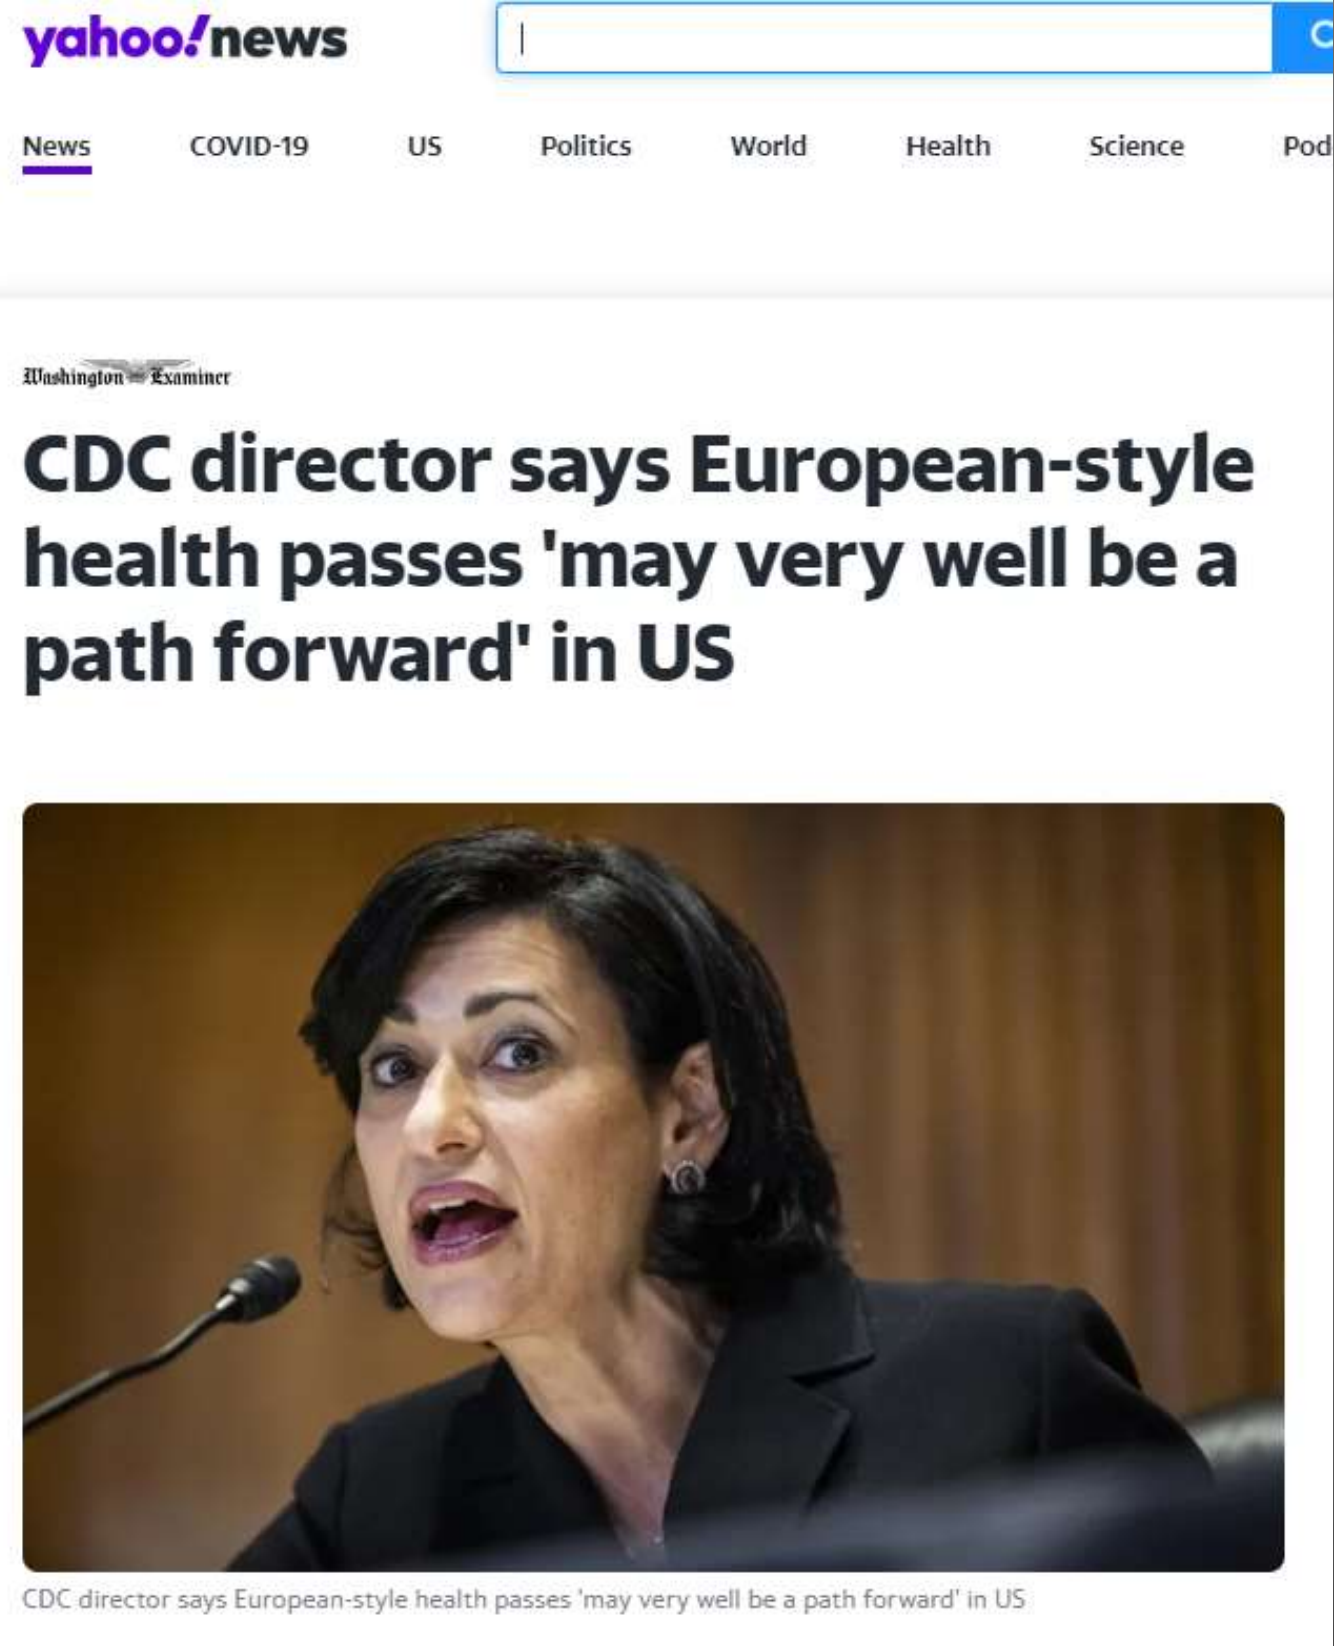 yahoo!news
News COVID-19 US Politics World Health Science Pod
Washington Examiner
CDC director says European-style
health passes 'may very well be a
path forward' in US
CDC director says European-style health passes 'may very well be a path forward' in US